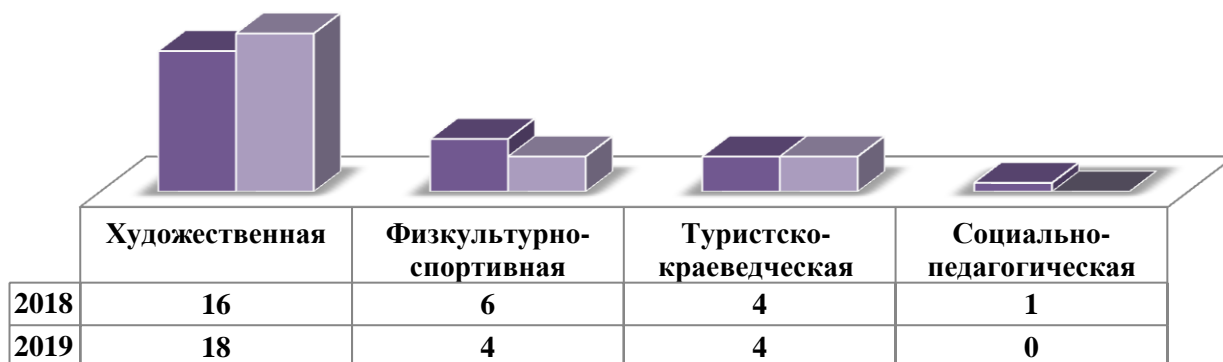 Художественная Физкультурно- Туристско- Социально-
спортивная краеведческая педагогическая
2018 16 6 4 1
2019 18 4 4 0